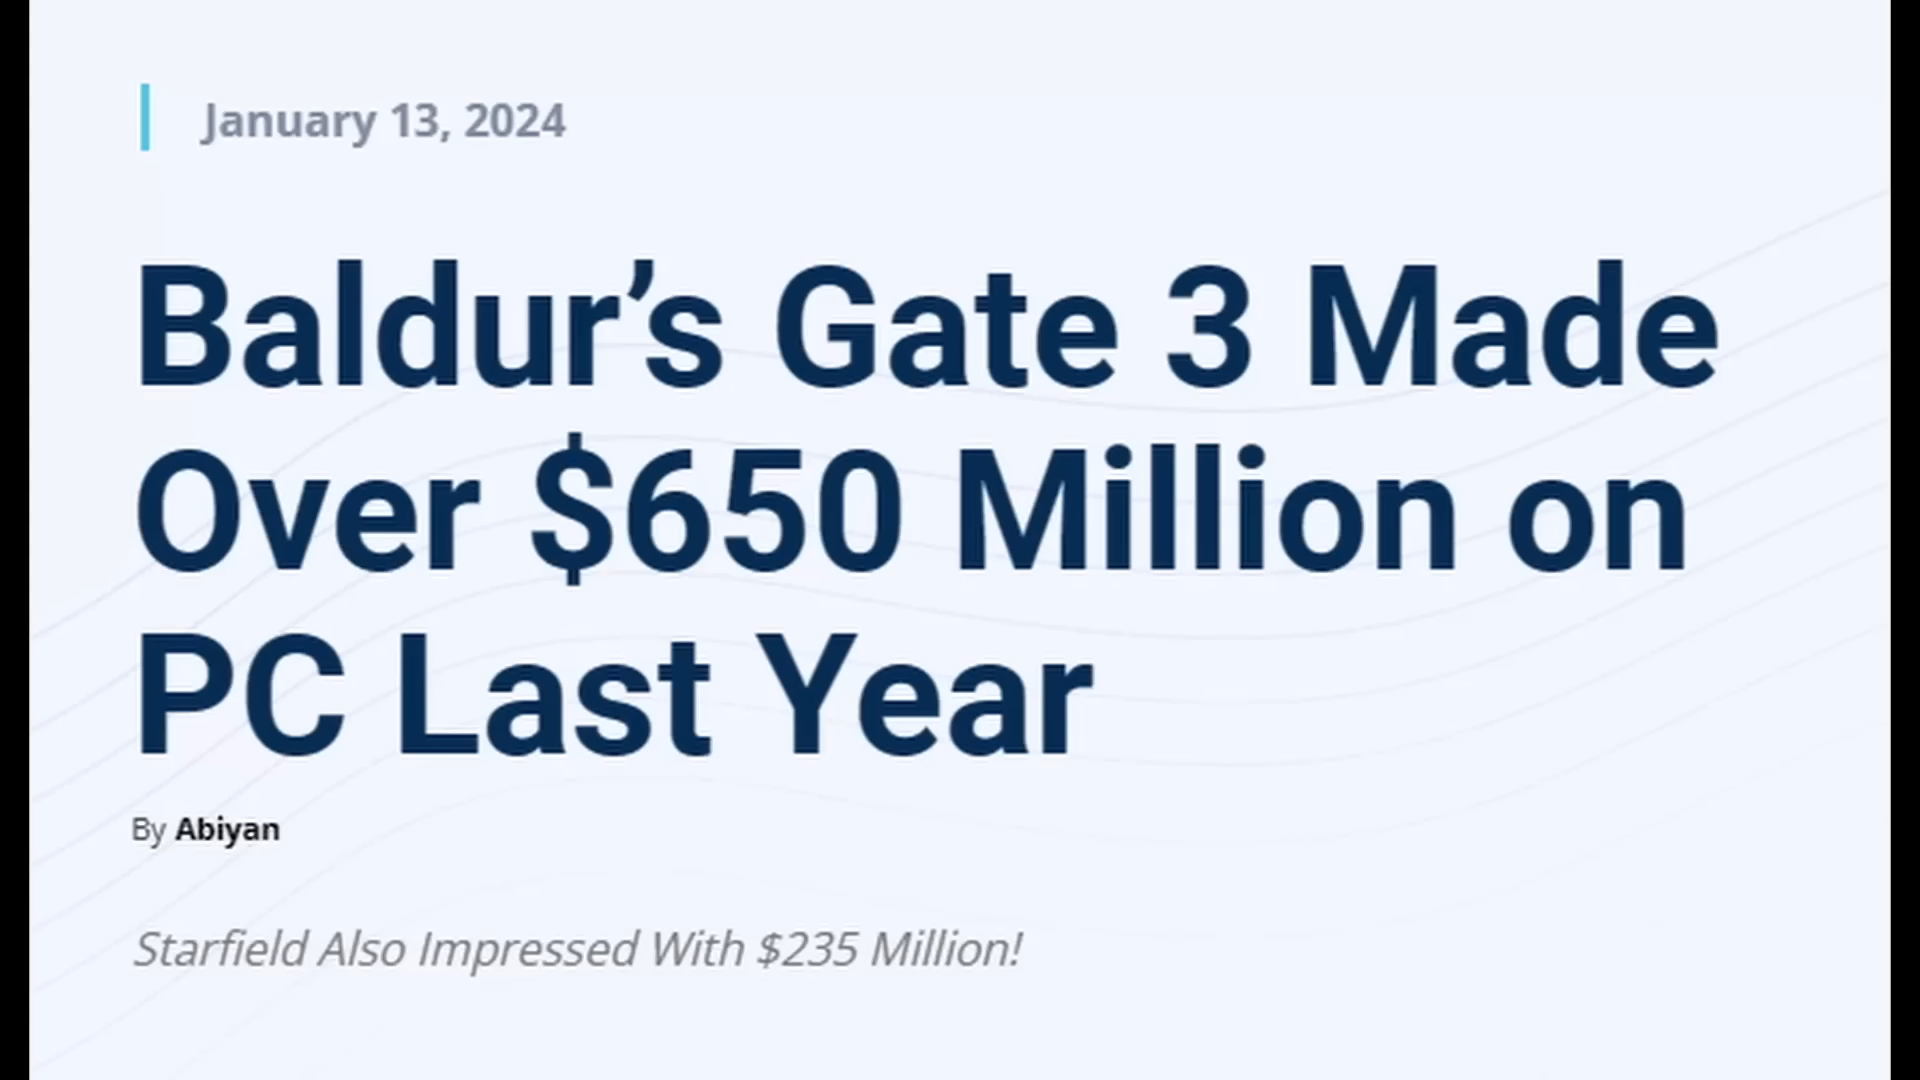 January 13, 2024
Baldur’s Gate 3 Made
Over $650 Million on
PC Last Year
By Abiyan
Starfield Also Impressed With $235 Million!